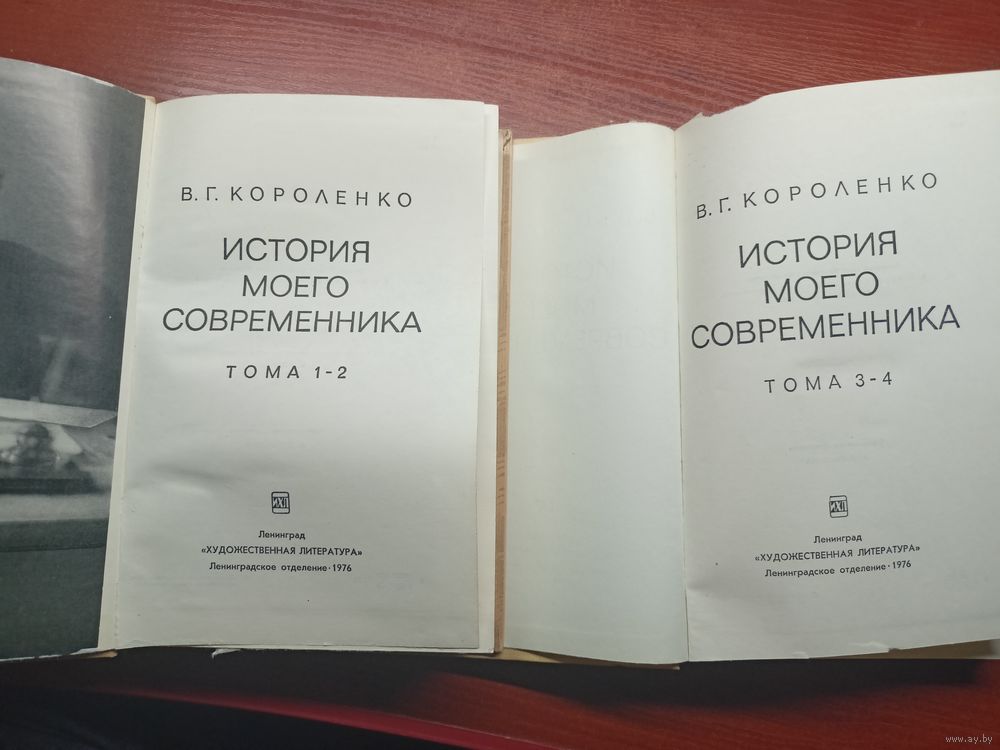 В. Г. КОРОЛЕНКО
ИСТОРИЯ
МОЕГО
СОВРЕМЕННИКА
ТОМА 1-2
Ленинград
«ХУДОЖЕСТВЕННАЯ ЛИТЕРАТУРА»
Ленинградское отделение · 1976
В. Г. КОРОЛЕНКО
ИСТОРИЯ
МОЕГО
СОВРЕМЕННИКА
ТОМА 3-4
Ленинград
«ХУДОЖЕСТВЕННАЯ ЛИТЕРАТУРА»
Ленинградское отделение · 1976
www.ay.by